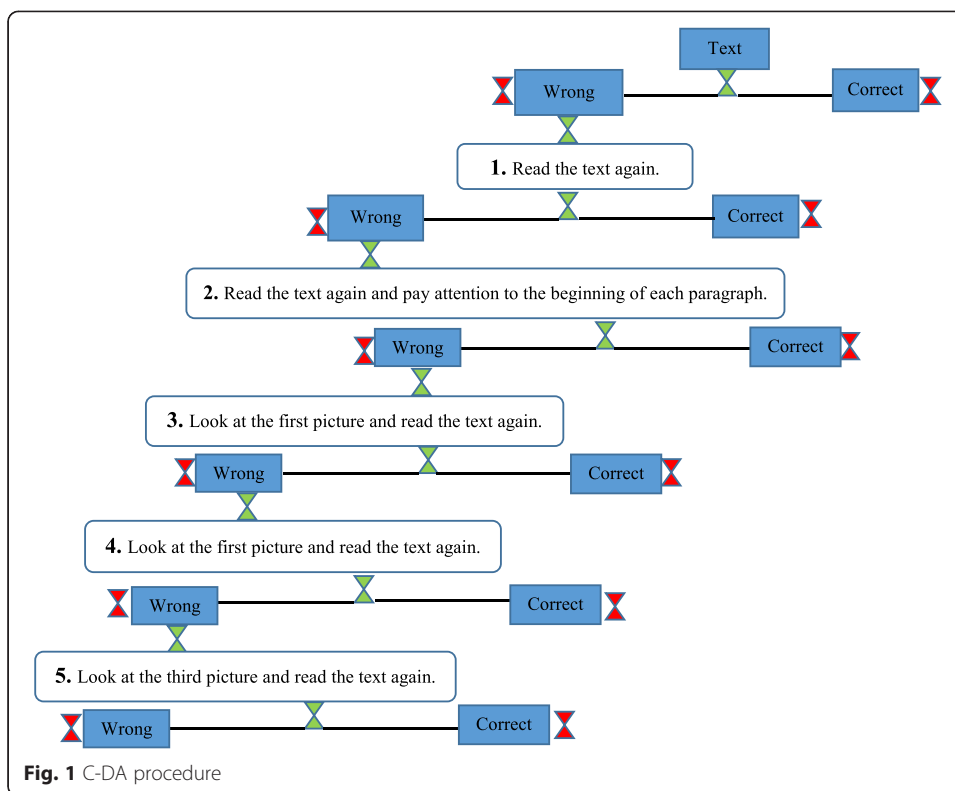 Text
Wrong
Correct
1. Read the text again.
Wrong
Correct
2. Read the text again and pay attention to the beginning of each paragraph.
Wrong
Correct
3. Look at the first picture and read the text again.
Wrong
Correct
4. Look at the first picture and read the text again.
Wrong
Correct
5. Look at the third picture and read the text again.
Wrong
Correct
Fig. 1 C-DA procedure